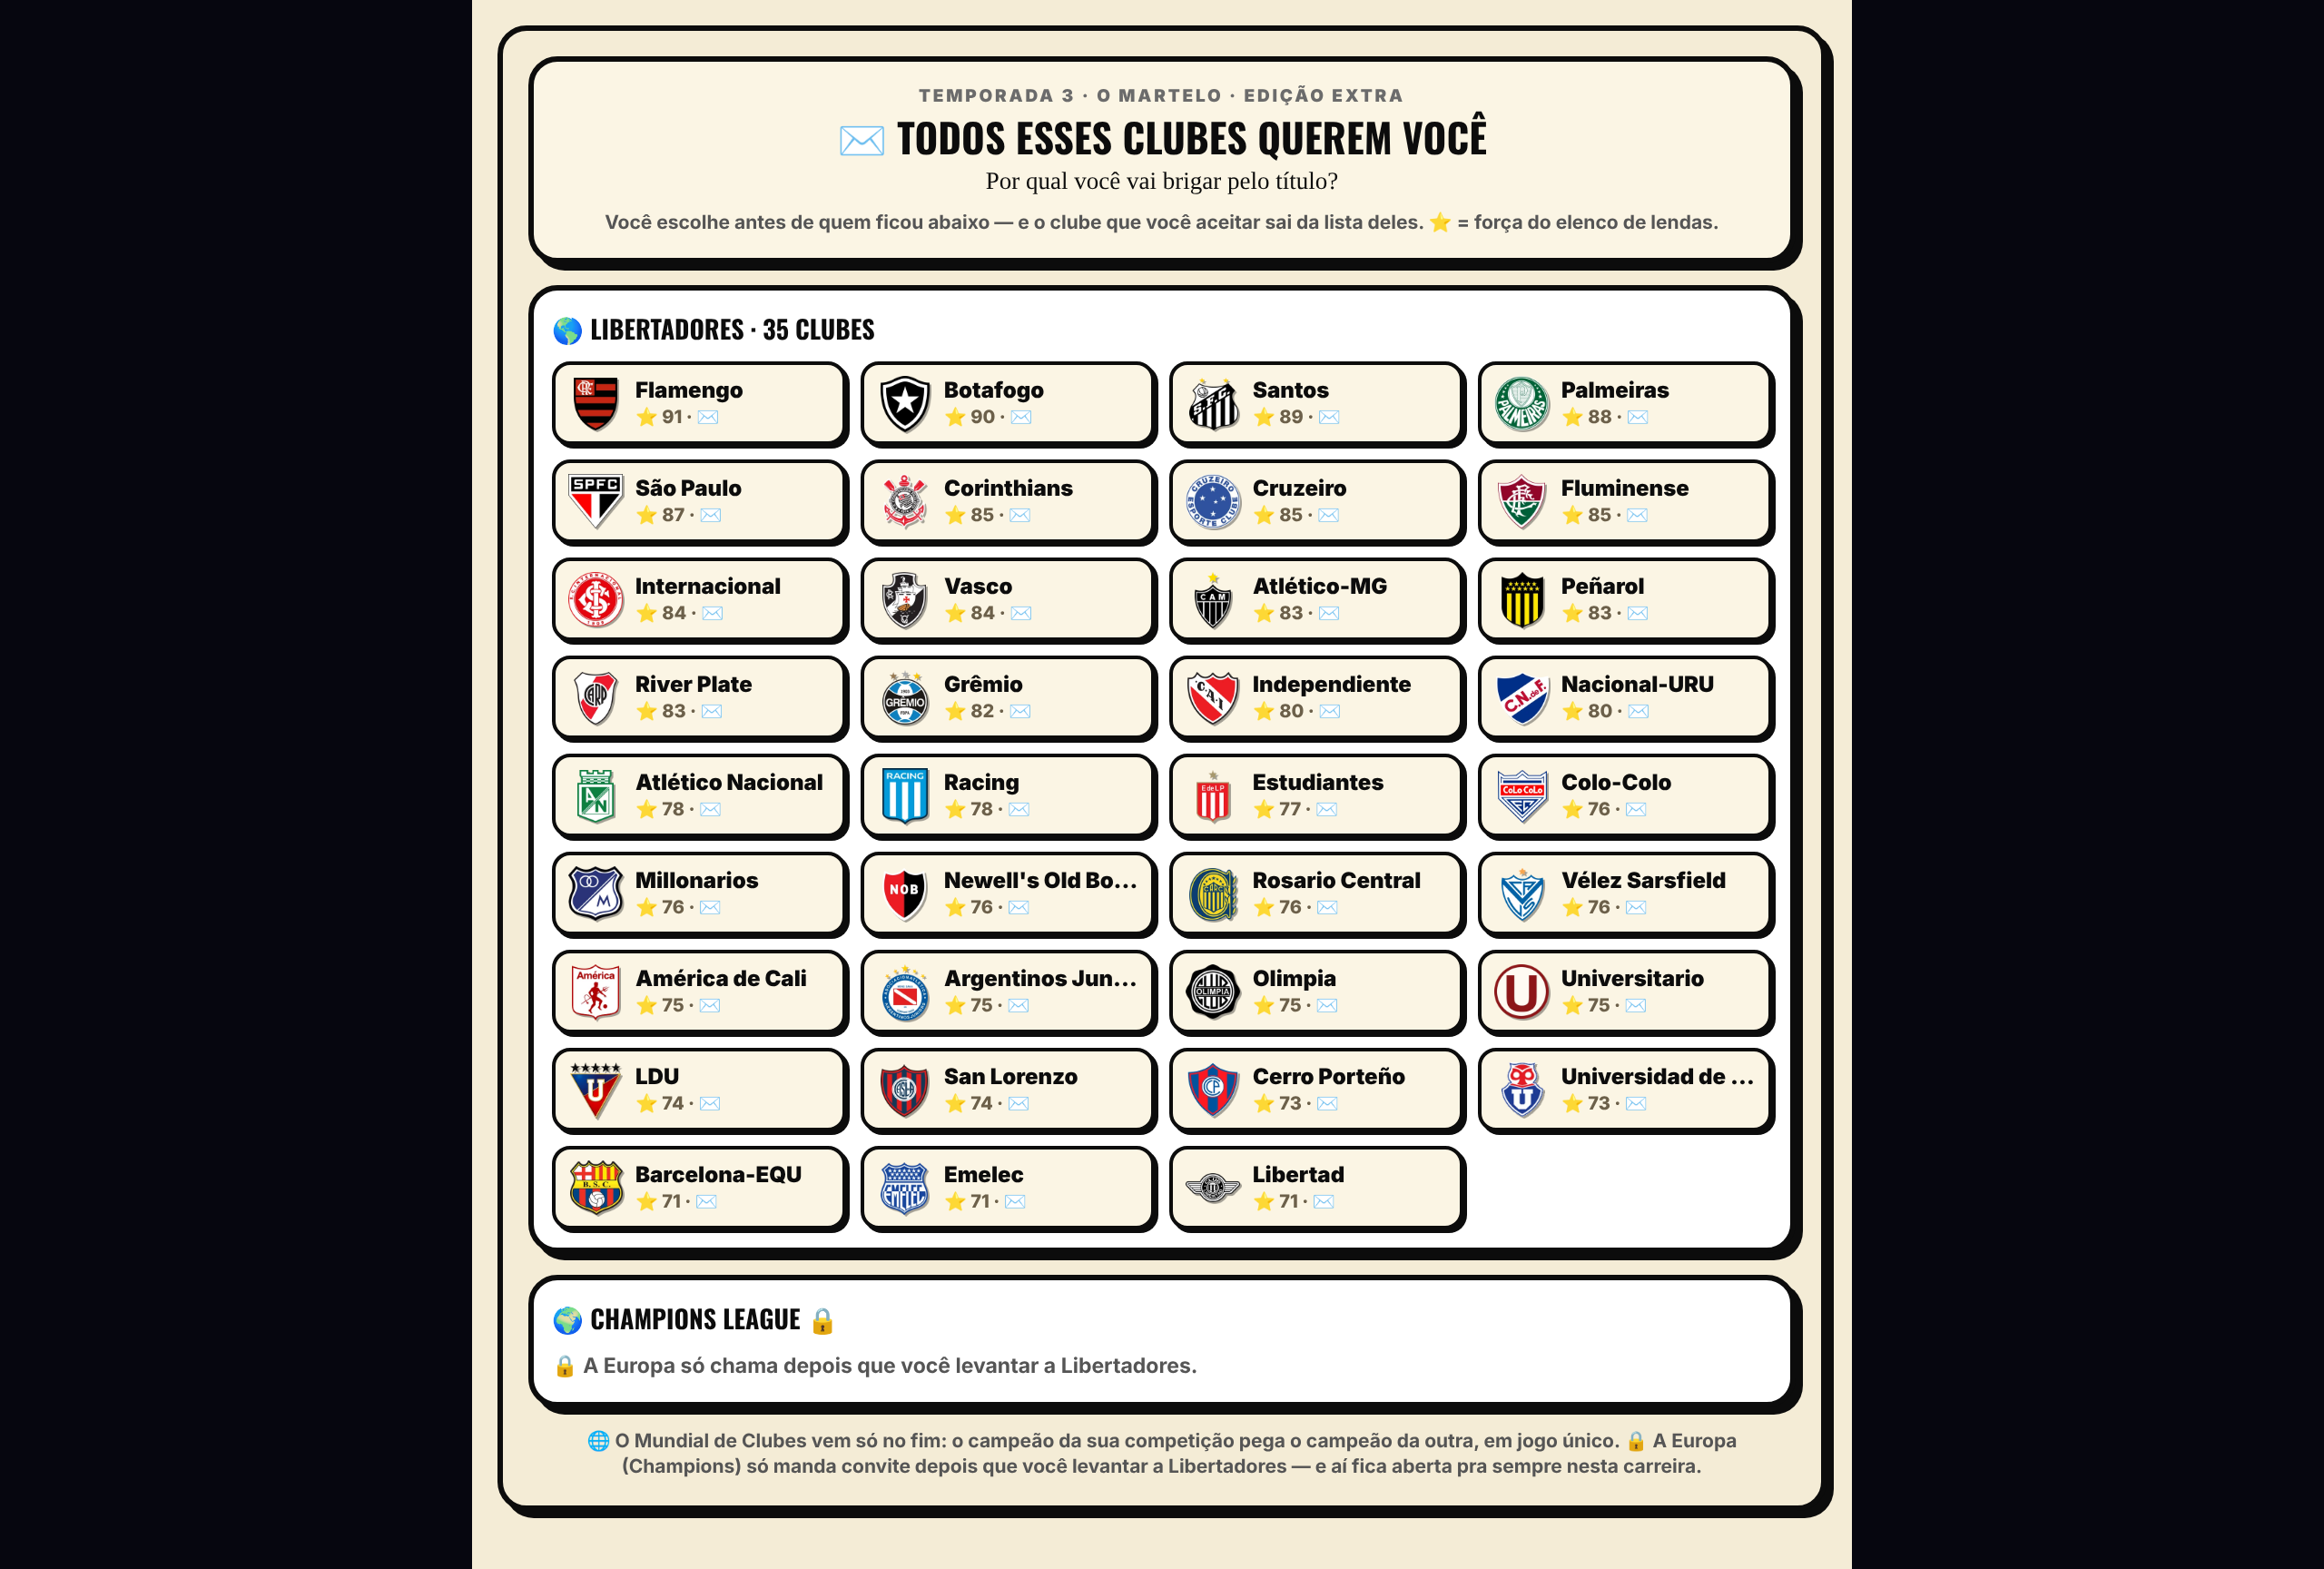 TEMPORADA 3 · O MARTELO · EDIÇÃO EXTRA
✉️ TODOS ESSES CLUBES QUEREM VOCÊ
Por qual você vai brigar pelo título?
Você escolhe antes de quem ficou abaixo — e o clube que você aceitar sai da lista deles. ⭐ = força do elenco de lendas.
🌎 LIBERTADORES · 35 CLUBES
Flamengo
⭐ 91 · ✉️
Botafogo
⭐ 90 · ✉️
Santos
⭐ 89 · ✉️
Palmeiras
⭐ 88 · ✉️
São Paulo
⭐ 87 · ✉️
Corinthians
⭐ 85 · ✉️
Cruzeiro
⭐ 85 · ✉️
Fluminense
⭐ 85 · ✉️
Internacional
⭐ 84 · ✉️
Vasco
⭐ 84 · ✉️
Atlético-MG
⭐ 83 · ✉️
Peñarol
⭐ 83 · ✉️
River Plate
⭐ 83 · ✉️
Grêmio
⭐ 82 · ✉️
Independiente
⭐ 80 · ✉️
Nacional-URU
⭐ 80 · ✉️
Atlético Nacional
⭐ 78 · ✉️
Racing
⭐ 78 · ✉️
Estudiantes
⭐ 77 · ✉️
Colo-Colo
⭐ 76 · ✉️
Millonarios
⭐ 76 · ✉️
Newell's Old Bo...
⭐ 76 · ✉️
Rosario Central
⭐ 76 · ✉️
Vélez Sarsfield
⭐ 76 · ✉️
América de Cali
⭐ 75 · ✉️
Argentinos Jun...
⭐ 75 · ✉️
Olimpia
⭐ 75 · ✉️
Universitario
⭐ 75 · ✉️
LDU
⭐ 74 · ✉️
San Lorenzo
⭐ 74 · ✉️
Cerro Porteño
⭐ 73 · ✉️
Universidad de ...
⭐ 73 · ✉️
Barcelona-EQU
⭐ 71 · ✉️
Emelec
⭐ 71 · ✉️
Libertad
⭐ 71 · ✉️
🌍 CHAMPIONS LEAGUE 🔒
🔒 A Europa só chama depois que você levantar a Libertadores.
🌐 O Mundial de Clubes vem só no fim: o campeão da sua competição pega o campeão da outra, em jogo único. 🔒 A Europa
(Champions) só manda convite depois que você levantar a Libertadores — e aí fica aberta pra sempre nesta carreira.